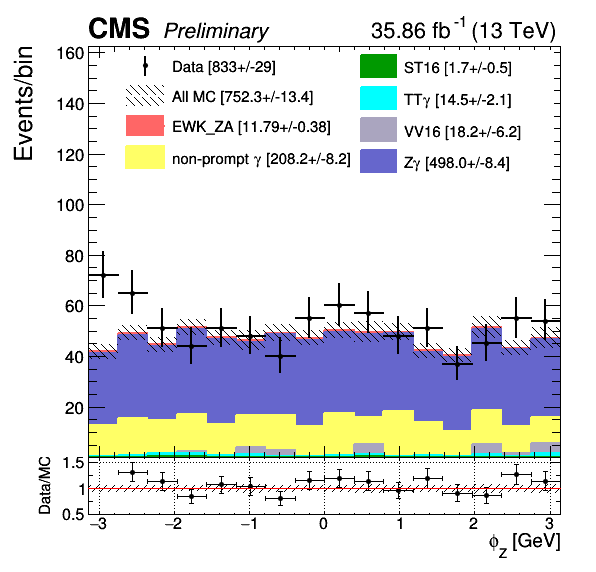 CMS Preliminary 35.86 fb⁻¹ (13 TeV)
Events/bin
160
140
120
100
80
60
40
20
Data [833+/-29]
All MC [752.3+/-13.4]
EWK_ZA [11.79+/-0.38]
non-prompt γ [208.2+/-8.2]
ST16 [1.7+/-0.5]
TTγ [14.5+/-2.1]
VV16 [18.2+/-6.2]
Zγ [498.0+/-8.4]
Data/MC
1.5
1
0.5
−3 −2 −1 0 1 2 3
ϕ_z [GeV]